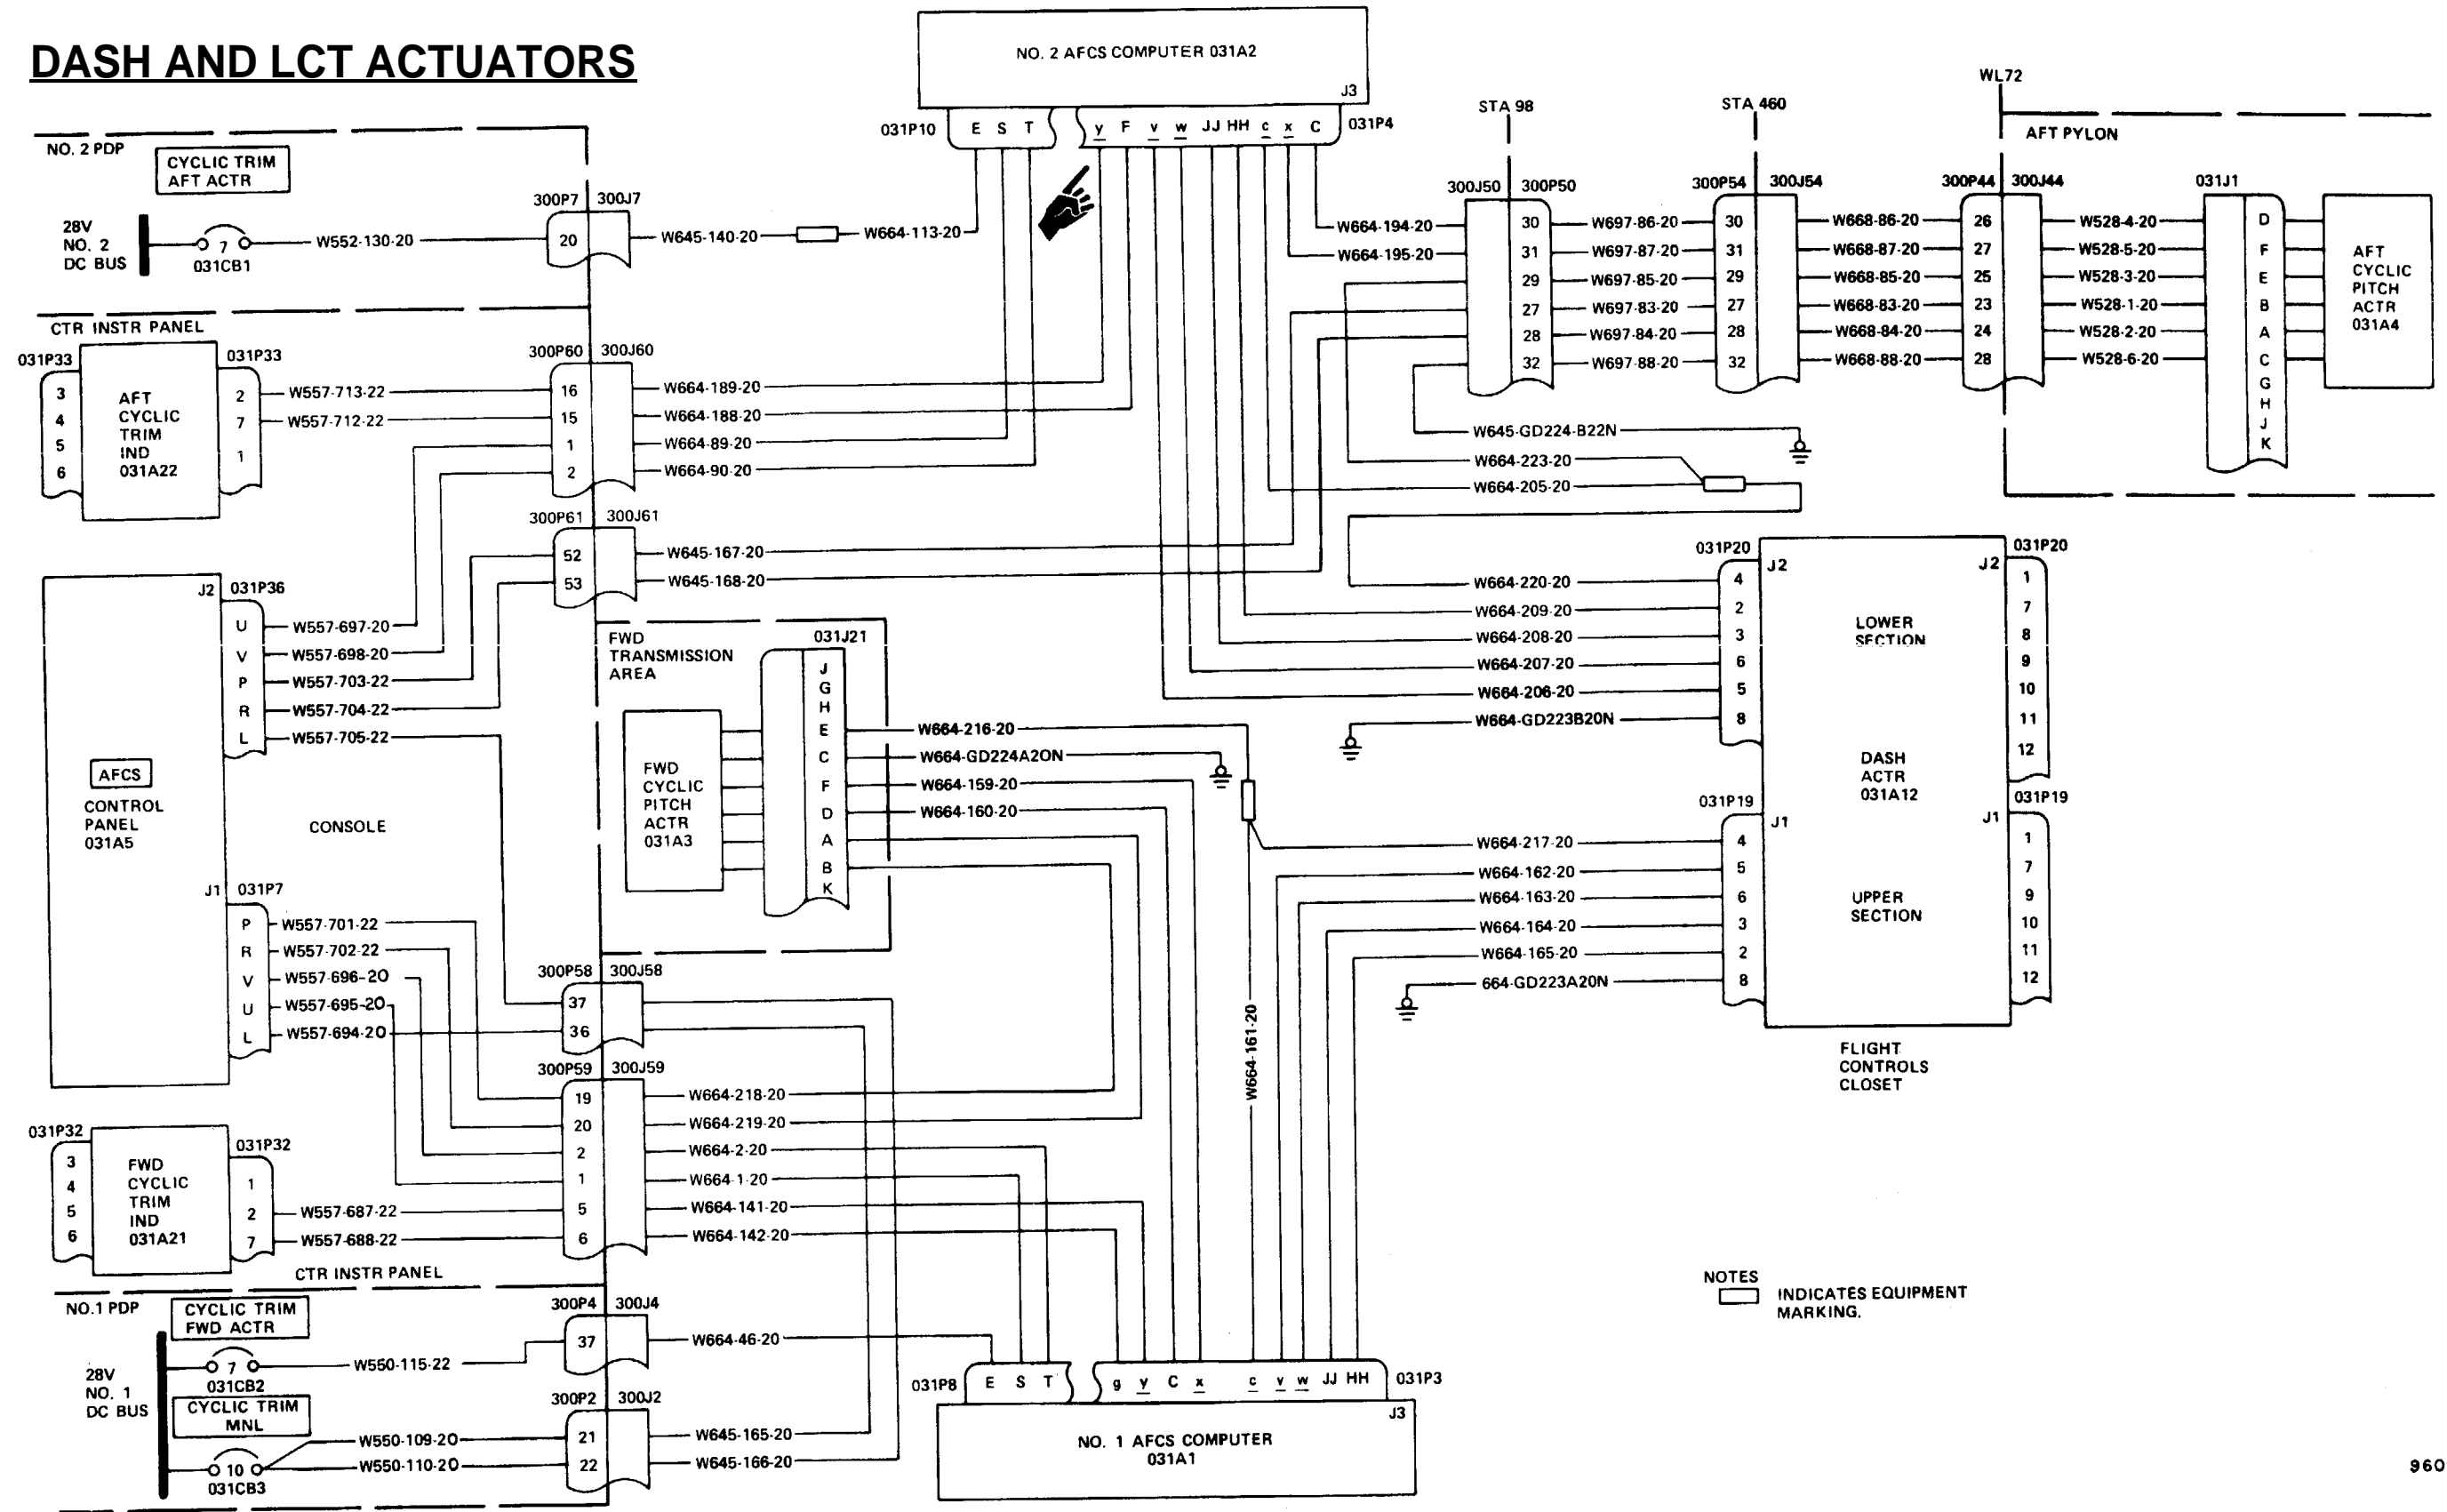 DASH AND LCT ACTUATORS
NO. 2 AFCS COMPUTER 031A2
J3
031P10
E S T
y F v w JJ HH c x C
031P4
NO. 2 PDP
CYCLIC TRIM
AFT ACTR
28V
NO. 2
DC BUS
7
031CB1
W552-130-20
300P7 300J7
20
W645-140-20
W664-113-20
STA 98
STA 460
WL72
AFT PYLON
300J50 300P50
300P54 300J54
300P44 300J44
031J1
W664-194-20
30
W697-86-20
30
W668-86-20
26
W528-4-20
D
W664-195-20
31
W697-87-20
31
W668-87-20
27
W528-5-20
F
29
W697-85-20
29
W668-85-20
25
W528-3-20
E
27
W697-83-20
27
W668-83-20
23
W528-1-20
B
28
W697-84-20
28
W668-84-20
24
W528-2-20
A
32
W697-88-20
32
W668-88-20
28
W528-6-20
C
G
H
J
K
AFT
CYCLIC
PITCH
ACTR
031A4
CTR INSTR PANEL
031P33
3
4
5
6
AFT
CYCLIC
TRIM
IND
031A22
031P33
2
7
1
W557-713-22
W557-712-22
300P60 300J60
16
15
1
2
W664-189-20
W664-188-20
W664-89-20
W664-90-20
W645-GD224-B22N
W664-223-20
W664-205-20
300P61 300J61
52
53
W645-167-20
W645-168-20
J2
031P36
U
V
P
R
L
W557-697-20
W557-698-20
W557-703-22
W557-704-22
W557-705-22
AFCS
CONTROL
PANEL
031A5
CONSOLE
J1
031P7
P
R
V
U
L
W557-701-22
W557-702-22
W557-696-20
W557-695-20
W557-694-20
FWD
TRANSMISSION
AREA
031J21
J
G
H
E
C
F
D
A
B
K
FWD
CYCLIC
PITCH
ACTR
031A3
W664-216-20
W664-GD224A2ON
W664-159-20
W664-160-20
W664-161-20
031P20
J2
4
2
3
6
5
8
W664-220-20
W664-209-20
W664-208-20
W664-207-20
W664-206-20
W664-GD223B20N
LOWER
SECTION
DASH
ACTR
031A12
UPPER
SECTION
J2
031P20
1
7
8
9
10
11
12
031P19
J1
4
5
6
3
2
8
W664-217-20
W664-162-20
W664-163-20
W664-164-20
W664-165-20
664-GD223A20N
J1
031P19
1
7
9
10
11
12
FLIGHT
CONTROLS
CLOSET
300P58 300J58
37
36
300P59 300J59
19
20
2
1
5
6
W664-218-20
W664-219-20
W664-2-20
W664-1-20
W664-141-20
W664-142-20
031P32
3
4
5
6
FWD
CYCLIC
TRIM
IND
031A21
031P32
1
2
7
W557-687-22
W557-688-22
CTR INSTR PANEL
NO.1 PDP
CYCLIC TRIM
FWD ACTR
28V
NO. 1
DC BUS
7
031CB2
W550-115-22
CYCLIC TRIM
MNL
10
031CB3
W550-109-20
W550-110-20
300P4 300J4
37
W664-46-20
300P2 300J2
21
22
W645-165-20
W645-166-20
031P8
E S T
g y C x c v w JJ HH
031P3
J3
NO. 1 AFCS COMPUTER
031A1
NOTES
INDICATES EQUIPMENT
MARKING.
960